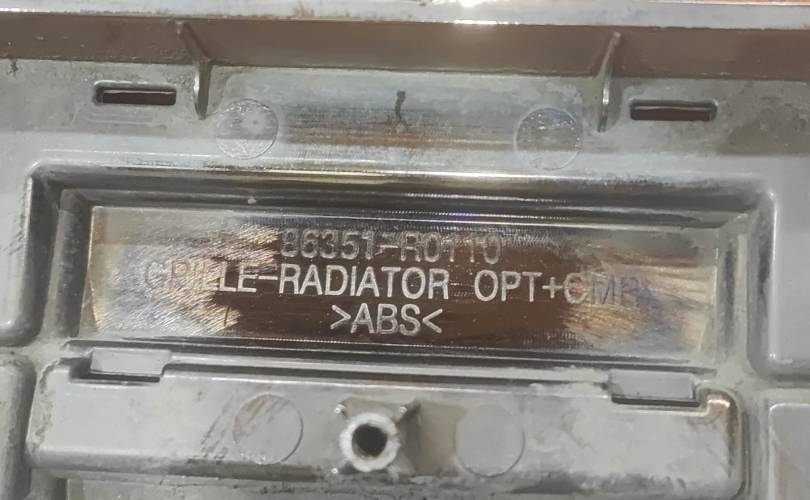 86351-R0110
GRILLE-RADIATOR OPT+CMR
>ABS<